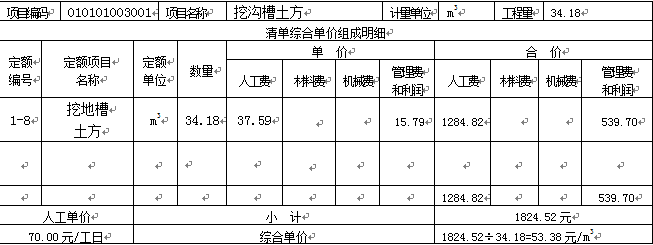 项目编码 010101003001 项目名称 挖沟槽土方 计量单位 m³ 工程量 34.18
清单综合单价组成明细
定额编号 定额项目名称 定额单位 数量 单 价 合 价
人工费 材料费 机械费 管理费和利润 人工费 材料费 机械费 管理费和利润
1-8 挖地槽土方 m³ 34.18 37.59 15.79 1284.82 539.70
1284.82 539.70
人工单价 小 计 1824.52 元
70.00 元/工日 综合单价 1824.52÷34.18=53.38 元/m³